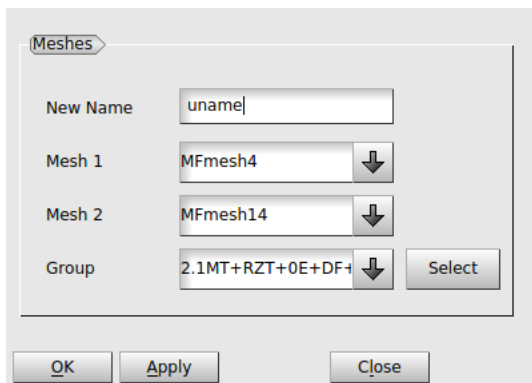 Meshes
New Name uname
Mesh 1 MFmesh4
Mesh 2 MFmesh14
Group 2.1MT+RZT+0E+DF+ Select
OK Apply Close